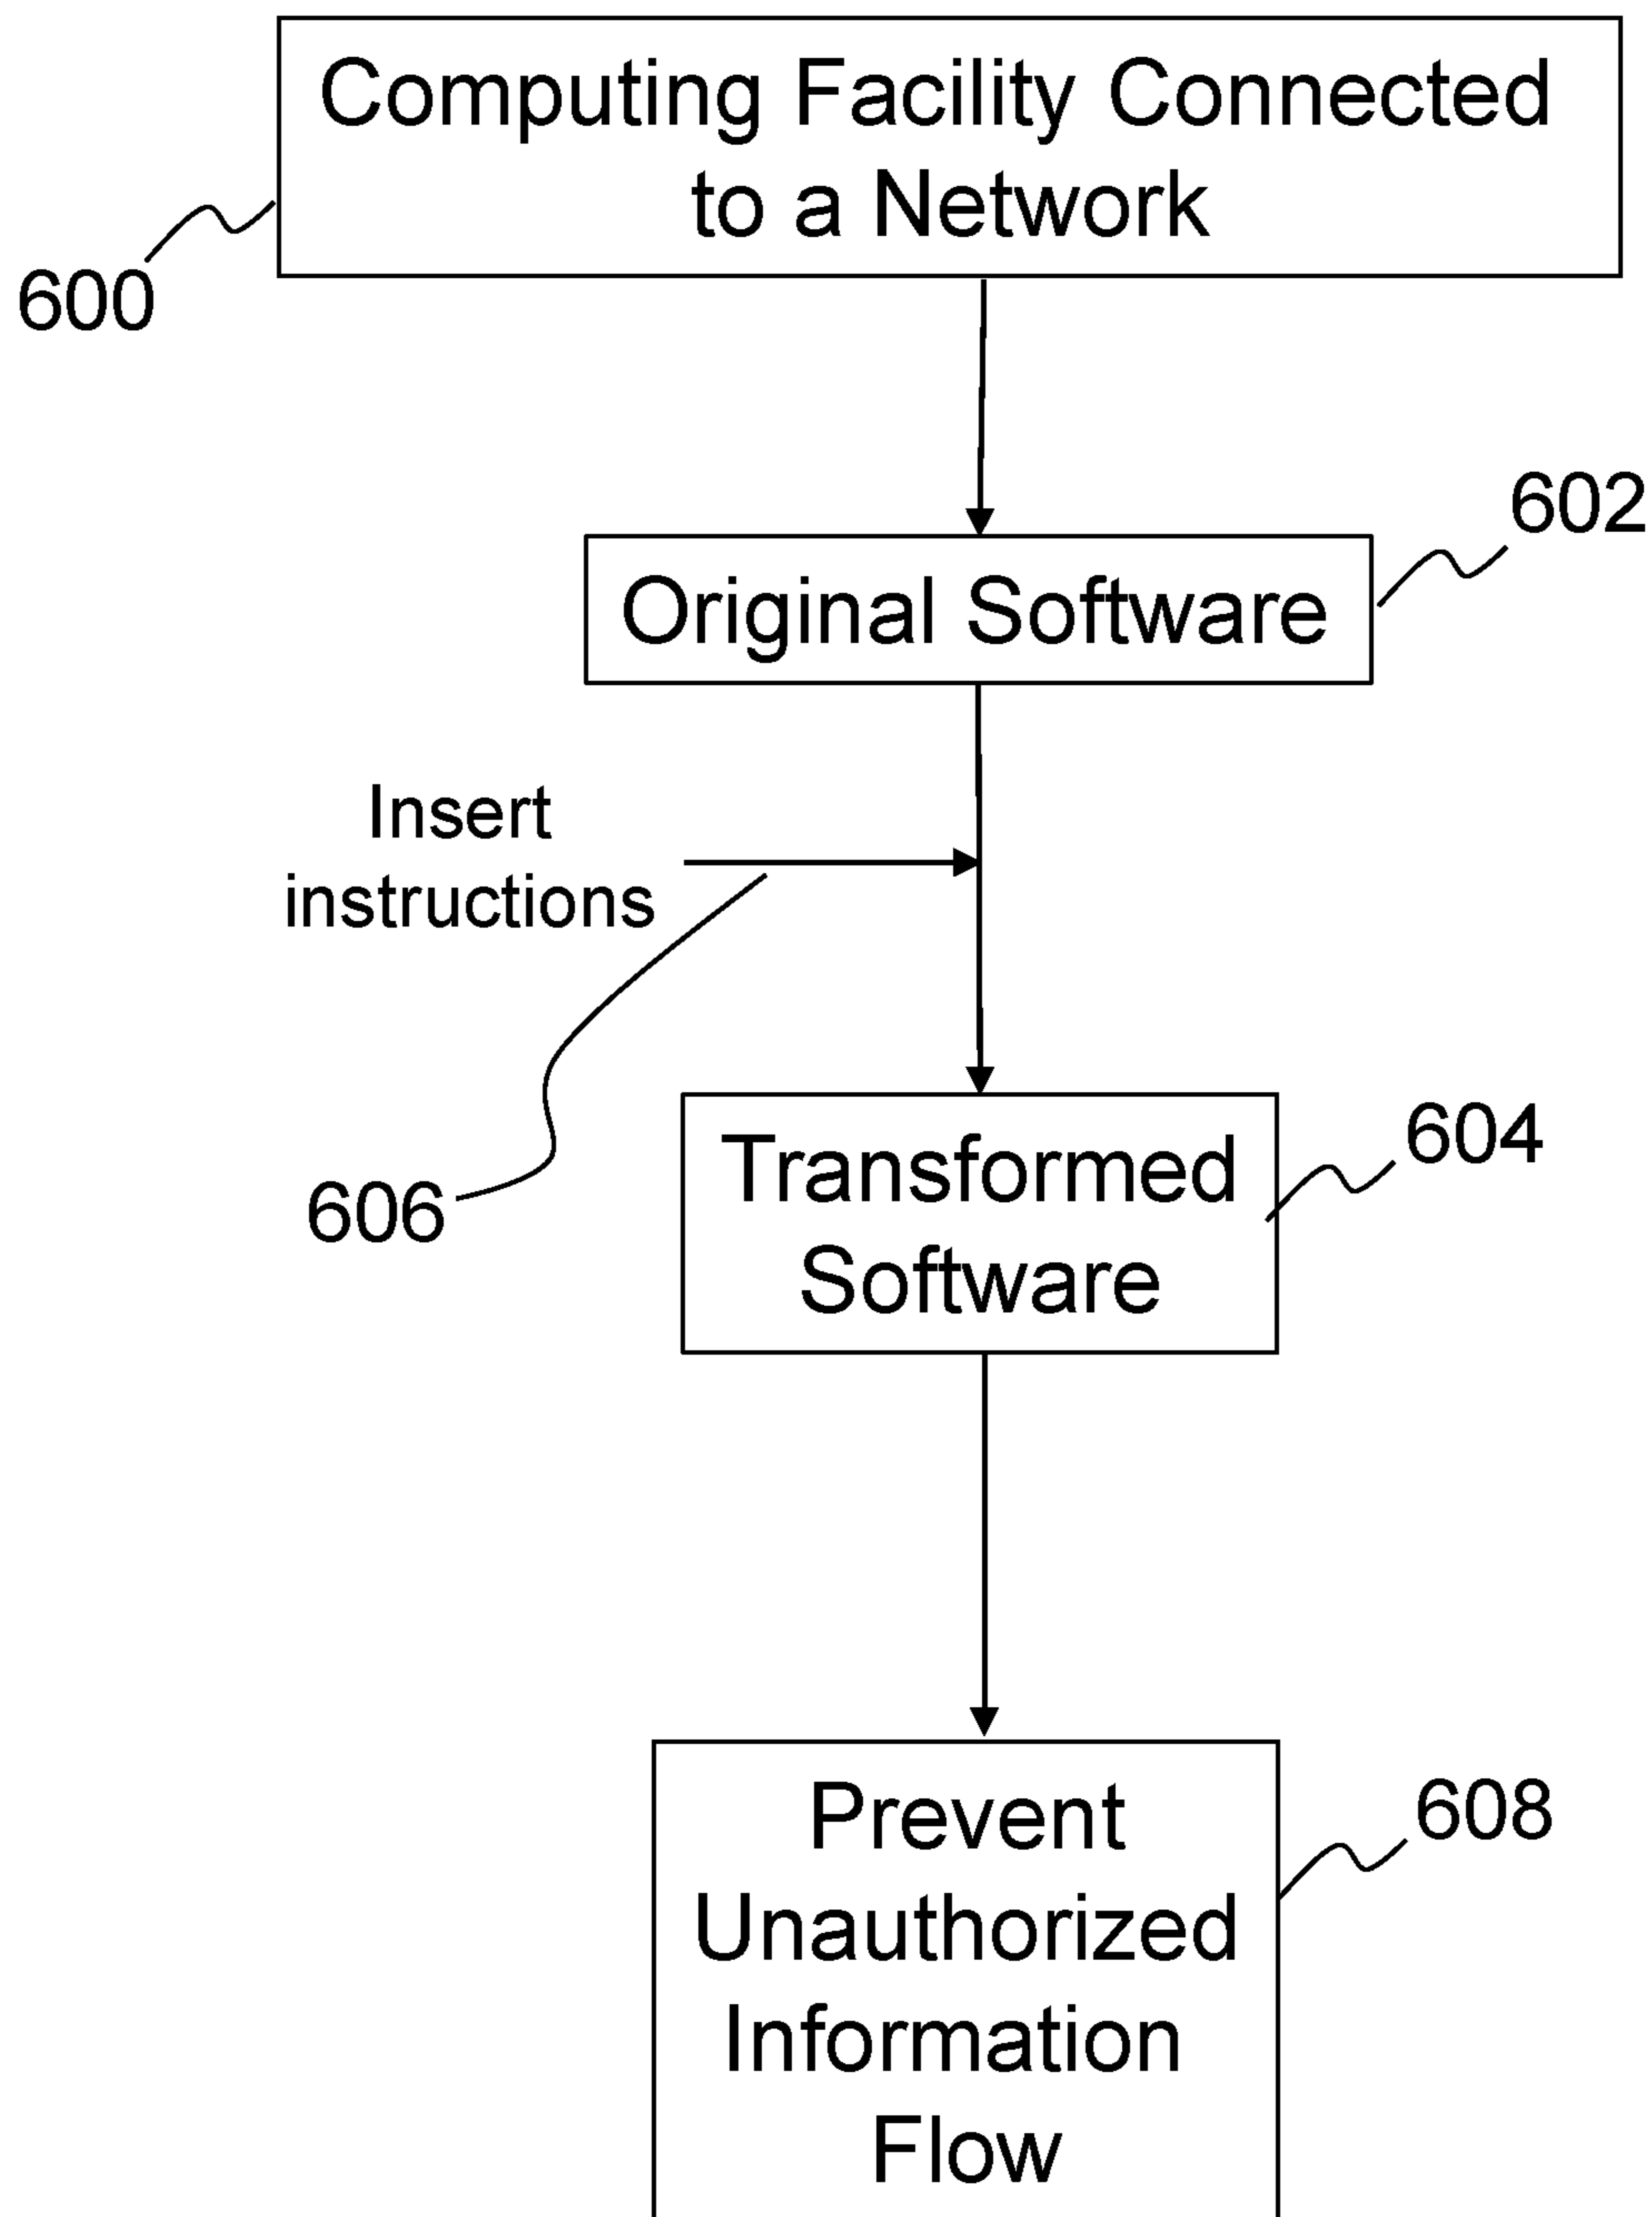 Computing Facility Connected
to a Network
600
602
Original Software
Insert
instructions
604
Transformed
Software
606
608
Prevent
Unauthorized
Information
Flow